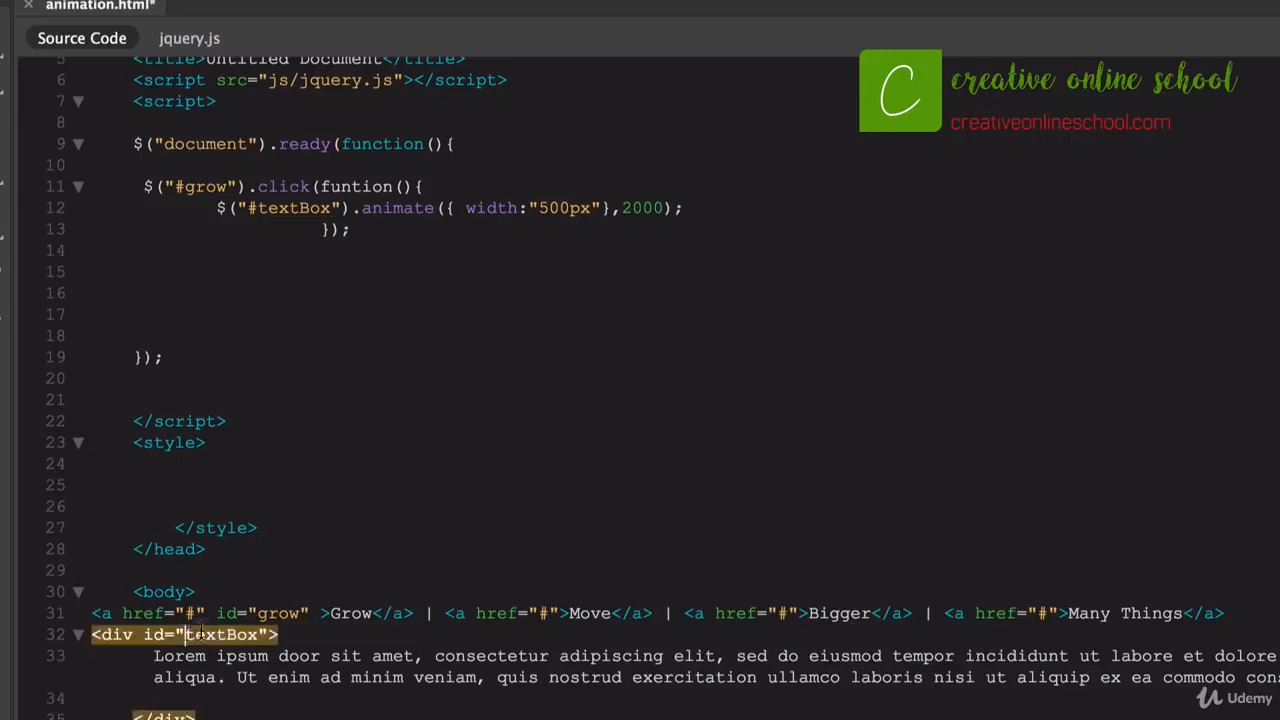 animation.html*
Source Code jquery.js
creative online school
creativeonlineschool.com
C
5 <title>Untitled Document</title>
6 <script src="js/jquery.js"></script>
7 <script>
8
9 $("document").ready(function(){
10
11 $("#grow").click(funtion(){
12 $("#textBox").animate({ width:"500px"},2000);
13 });
14
15
16
17
18
19 });
20
21
22 </script>
23 <style>
24
25
26
27 </style>
28 </head>
29
30 <body>
31 <a href="#" id="grow" >Grow</a> | <a href="#">Move</a> | <a href="#">Bigger</a> | <a href="#">Many Things</a>
32 <div id="textBox">
33 Lorem ipsum door sit amet, consectetur adipiscing elit, sed do eiusmod tempor incididunt ut labore et dolore
aliqua. Ut enim ad minim veniam, quis nostrud exercitation ullamco laboris nisi ut aliquip ex ea commodo con
34
35 </div>
Udemy